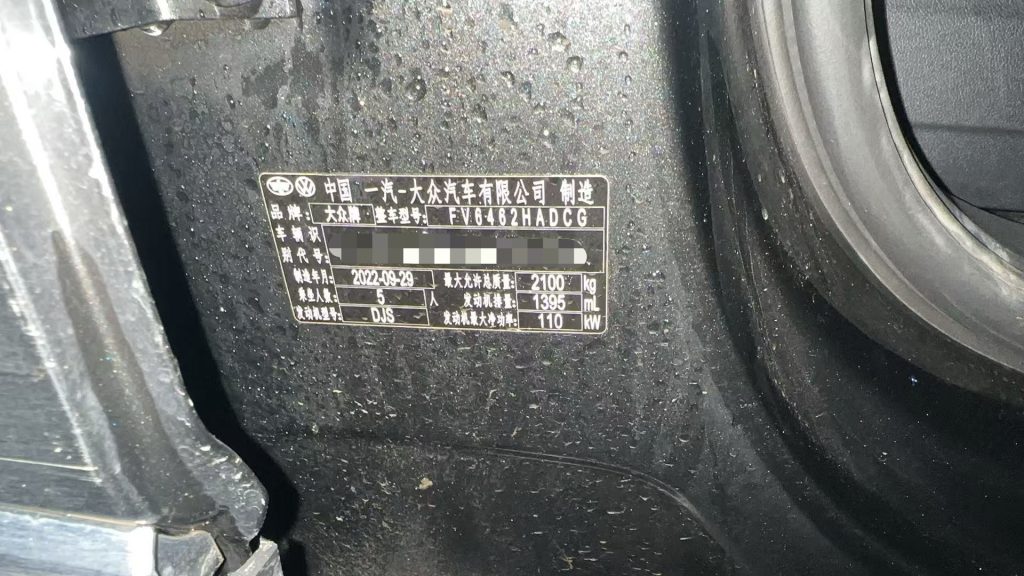 中国 一汽-大众汽车有限公司 制造
品牌: 大众牌 整车型号: FV6462HADCG
车辆识
别代号:
制造年月: 2022-09-29 最大允许总质量: 2100 kg
乘坐人数: 5 人 发动机排量: 1395 mL
发动机型号: DJS 发动机最大净功率: 110 kW